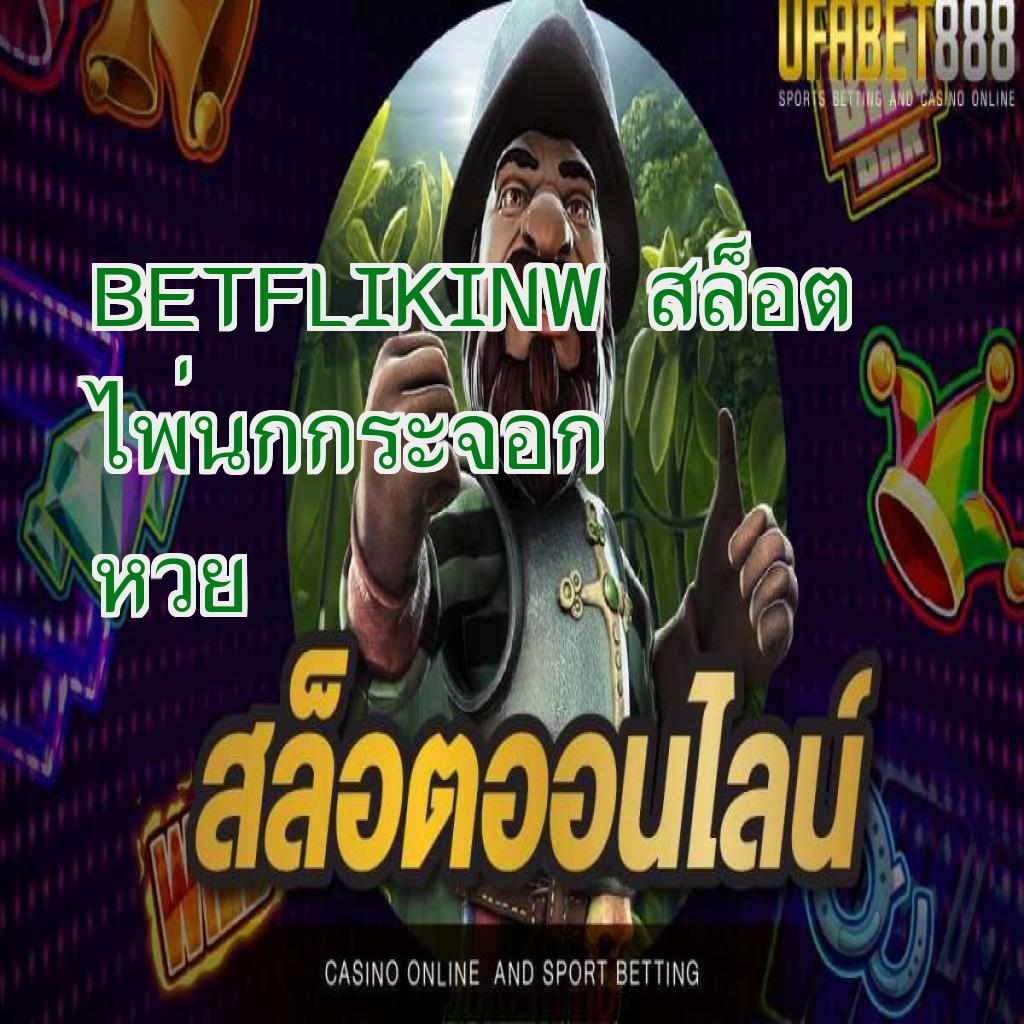 UFABET888
SPORTS BETTING AND CASINO ONLINE
BAR
BETFLIKINW สล็อต
ไพ่นกกระจอก
หวย
สล็อตออนไลน์
CASINO ONLINE AND SPORT BETTING